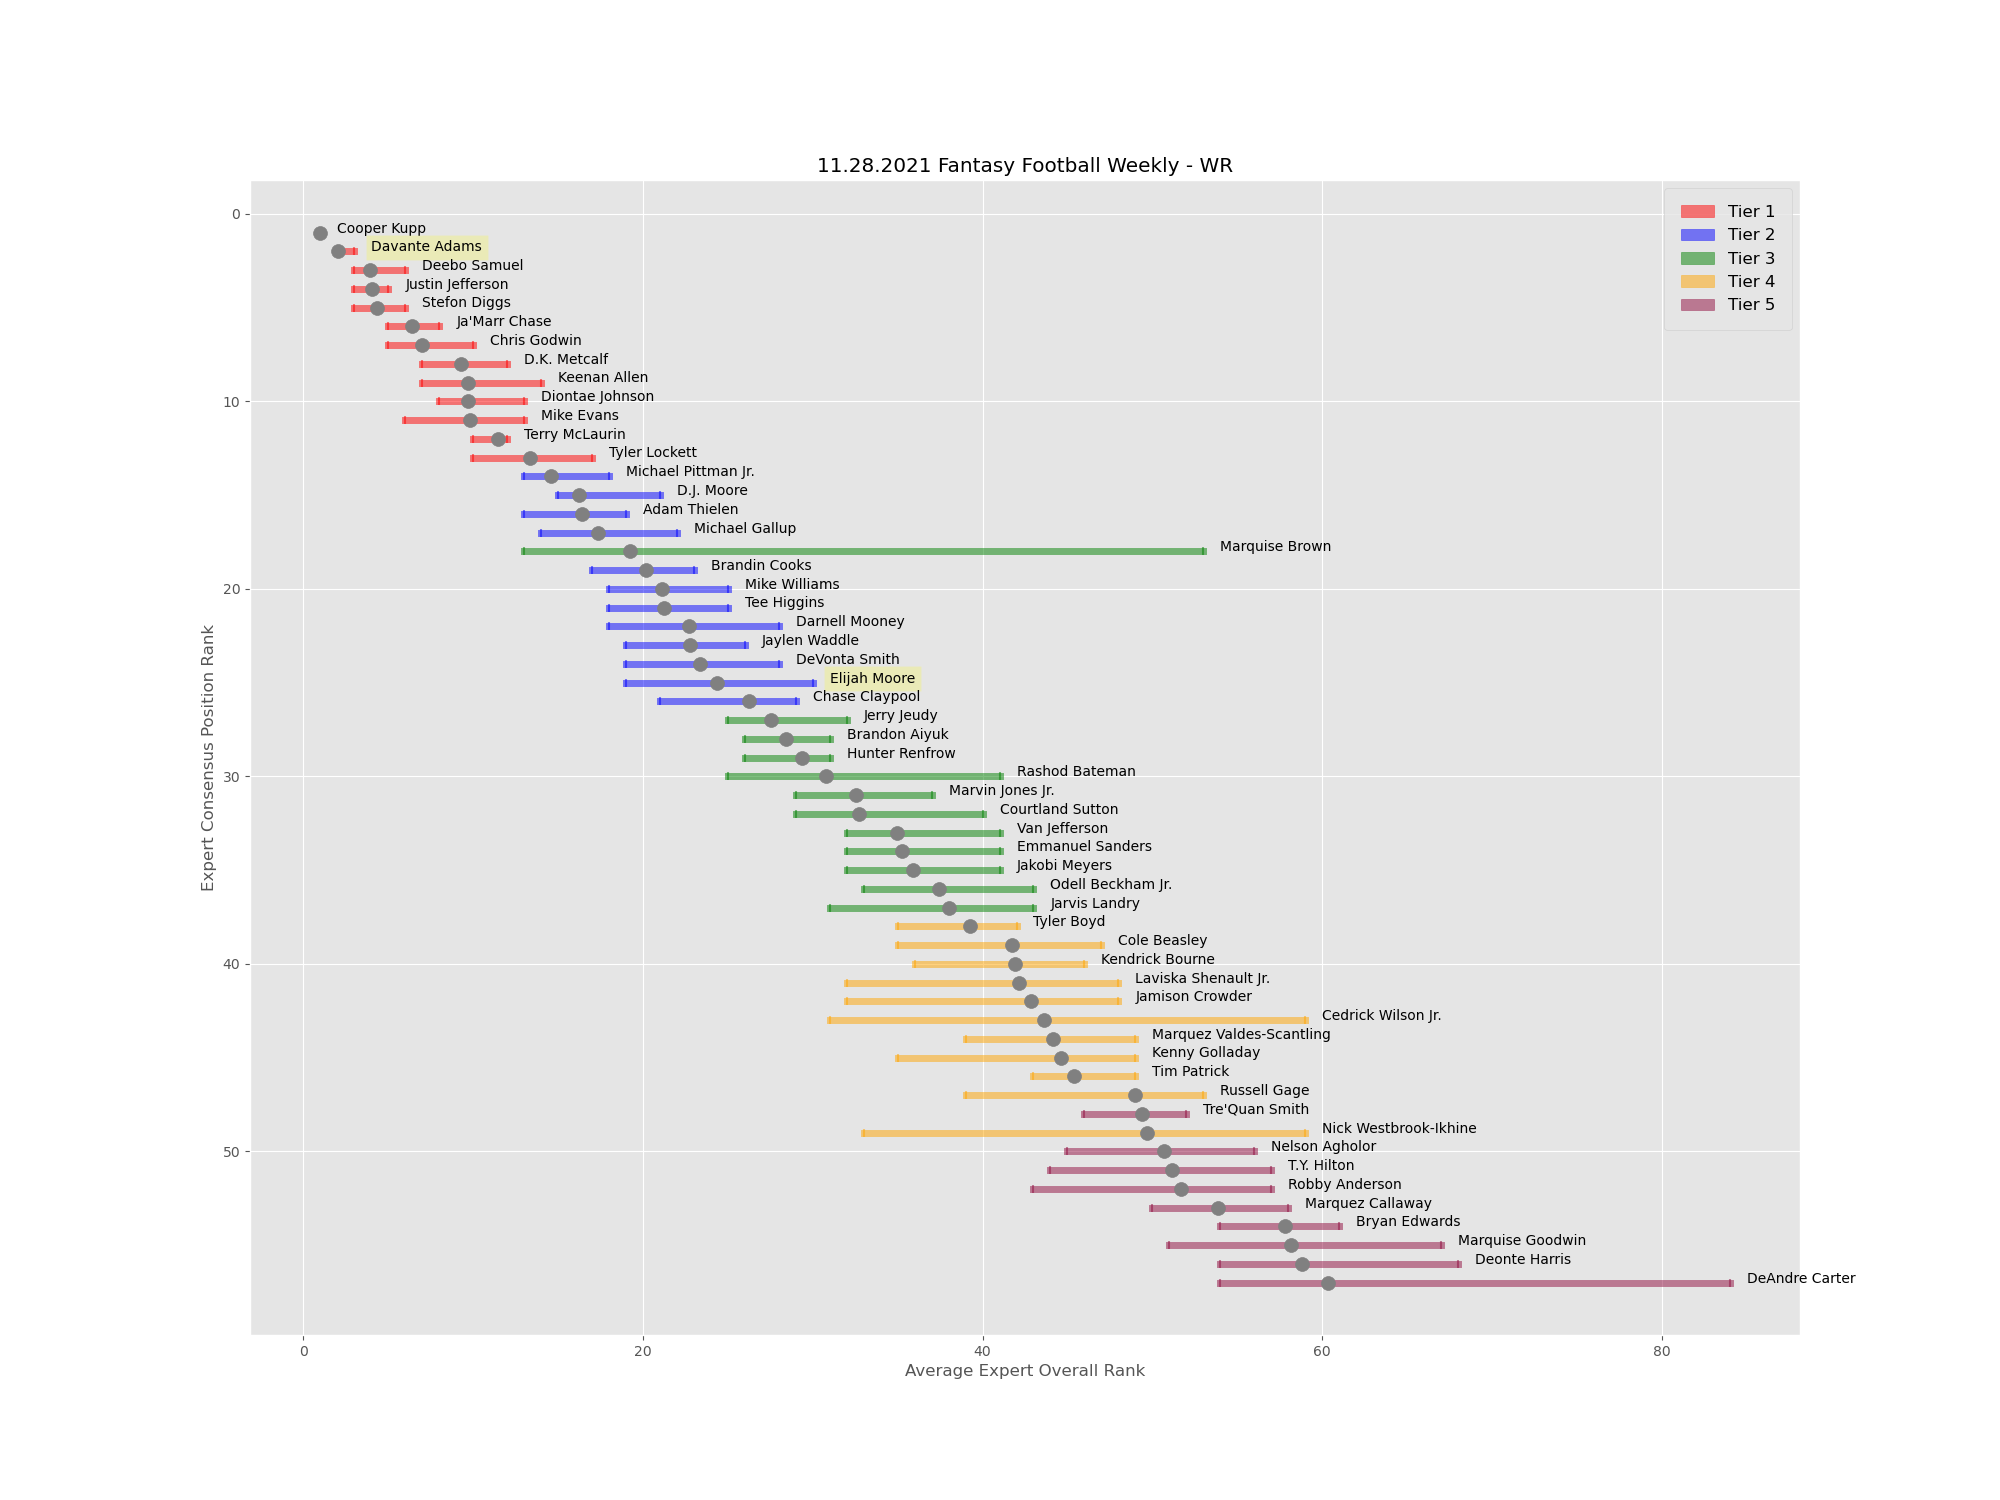 11.28.2021 Fantasy Football Weekly - WR
Tier 1
Tier 2
Tier 3
Tier 4
Tier 5
Expert Consensus Position Rank
0
10
20
30
40
50
Cooper Kupp
Davante Adams
Deebo Samuel
Justin Jefferson
Stefon Diggs
Ja'Marr Chase
Chris Godwin
D.K. Metcalf
Keenan Allen
Diontae Johnson
Mike Evans
Terry McLaurin
Tyler Lockett
Michael Pittman Jr.
D.J. Moore
Adam Thielen
Michael Gallup
Marquise Brown
Brandin Cooks
Mike Williams
Tee Higgins
Darnell Mooney
Jaylen Waddle
DeVonta Smith
Elijah Moore
Chase Claypool
Jerry Jeudy
Brandon Aiyuk
Hunter Renfrow
Rashod Bateman
Marvin Jones Jr.
Courtland Sutton
Van Jefferson
Emmanuel Sanders
Jakobi Meyers
Odell Beckham Jr.
Jarvis Landry
Tyler Boyd
Cole Beasley
Kendrick Bourne
Laviska Shenault Jr.
Jamison Crowder
Cedrick Wilson Jr.
Marquez Valdes-Scantling
Kenny Golladay
Tim Patrick
Russell Gage
Tre'Quan Smith
Nick Westbrook-Ikhine
Nelson Agholor
T.Y. Hilton
Robby Anderson
Marquez Callaway
Bryan Edwards
Marquise Goodwin
Deonte Harris
DeAndre Carter
0
20
40
60
80
Average Expert Overall Rank